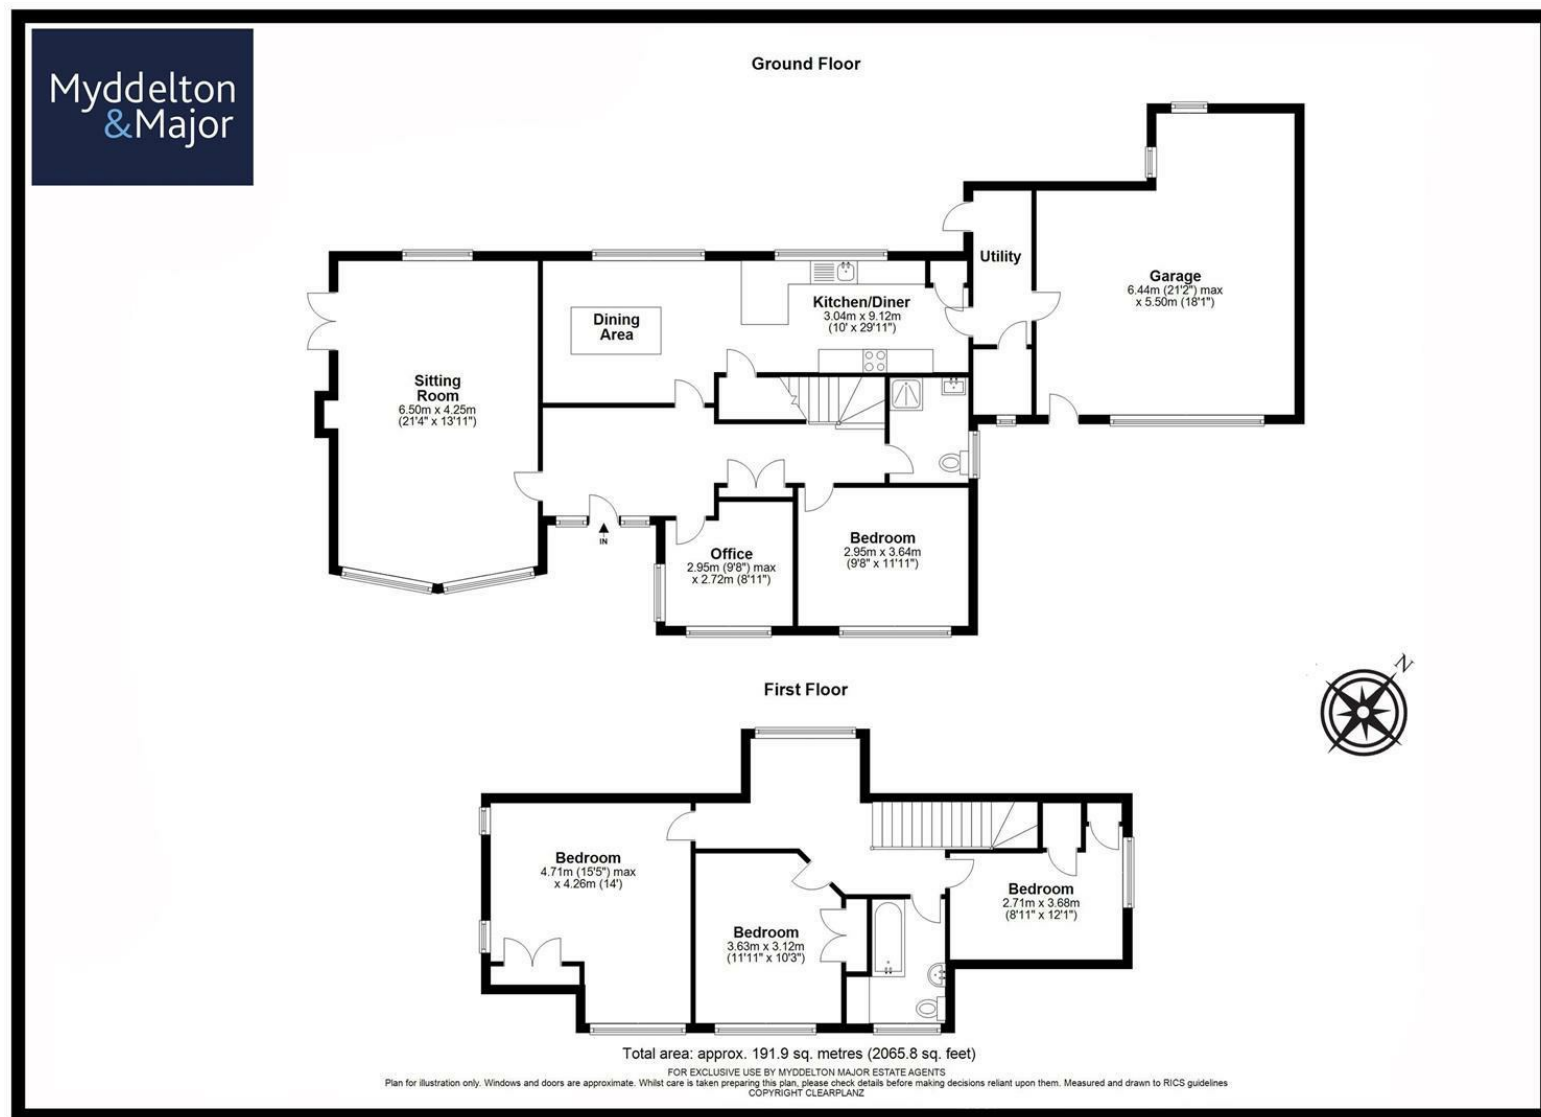 Myddelton
&Major
Ground Floor
Utility
Garage
6.44m (21'2") max
x 5.50m (18'1")
Kitchen/Diner
3.04m x 9.12m
(10' x 29'11")
Dining
Area
Sitting
Room
6.50m x 4.25m
(21'4" x 13'11")
IN
Office
2.95m (9'8") max
x 2.72m (8'11")
Bedroom
2.95m x 3.64m
(9'8" x 11'11")
N
First Floor
Bedroom
4.71m (15'5") max
x 4.26m (14')
Bedroom
3.63m x 3.12m
(11'11" x 10'3")
Bedroom
2.71m x 3.68m
(8'11" x 12'1")
Total area: approx. 191.9 sq. metres (2065.8 sq. feet)
FOR EXCLUSIVE USE BY MYDDELTON MAJOR ESTATE AGENTS
Plan for illustration only. Windows and doors are approximate. Whilst care is taken preparing this plan, please check details before making decisions reliant upon them. Measured and drawn to RICS guidelines
COPYRIGHT CLEARPLANZ